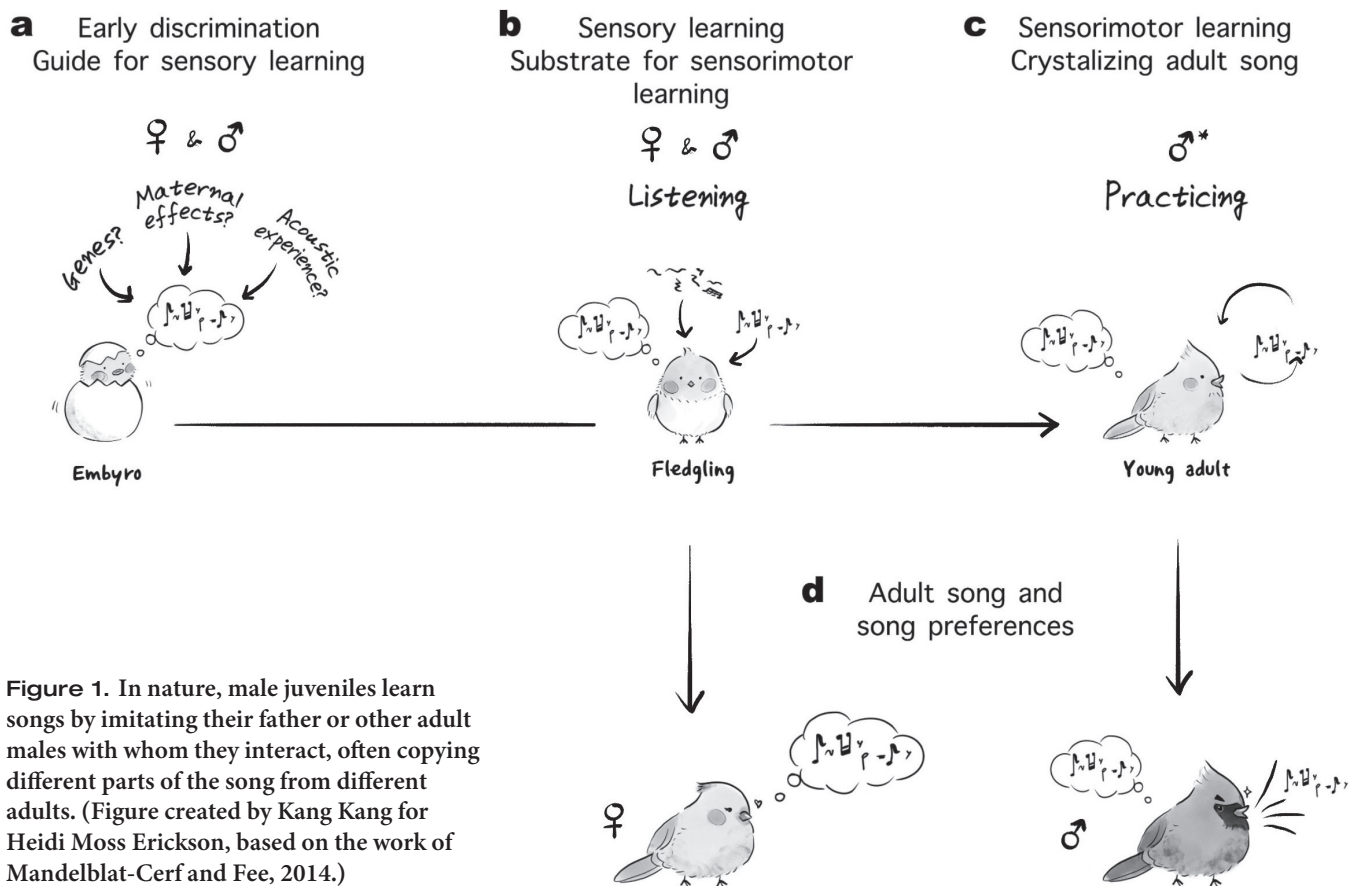 a Early discrimination
Guide for sensory learning
♀ & ♂
Genes?
Maternal
effects?
Acoustic
experience?
Embyro
b Sensory learning
Substrate for sensorimotor
learning
♀ & ♂
Listening
Fledgling
c Sensorimotor learning
Crystalizing adult song
♂*
Practicing
Young adult
d Adult song and
song preferences
♀
♂
Figure 1. In nature, male juveniles learn
songs by imitating their father or other adult
males with whom they interact, often copying
different parts of the song from different
adults. (Figure created by Kang Kang for
Heidi Moss Erickson, based on the work of
Mandelblat-Cerf and Fee, 2014.)